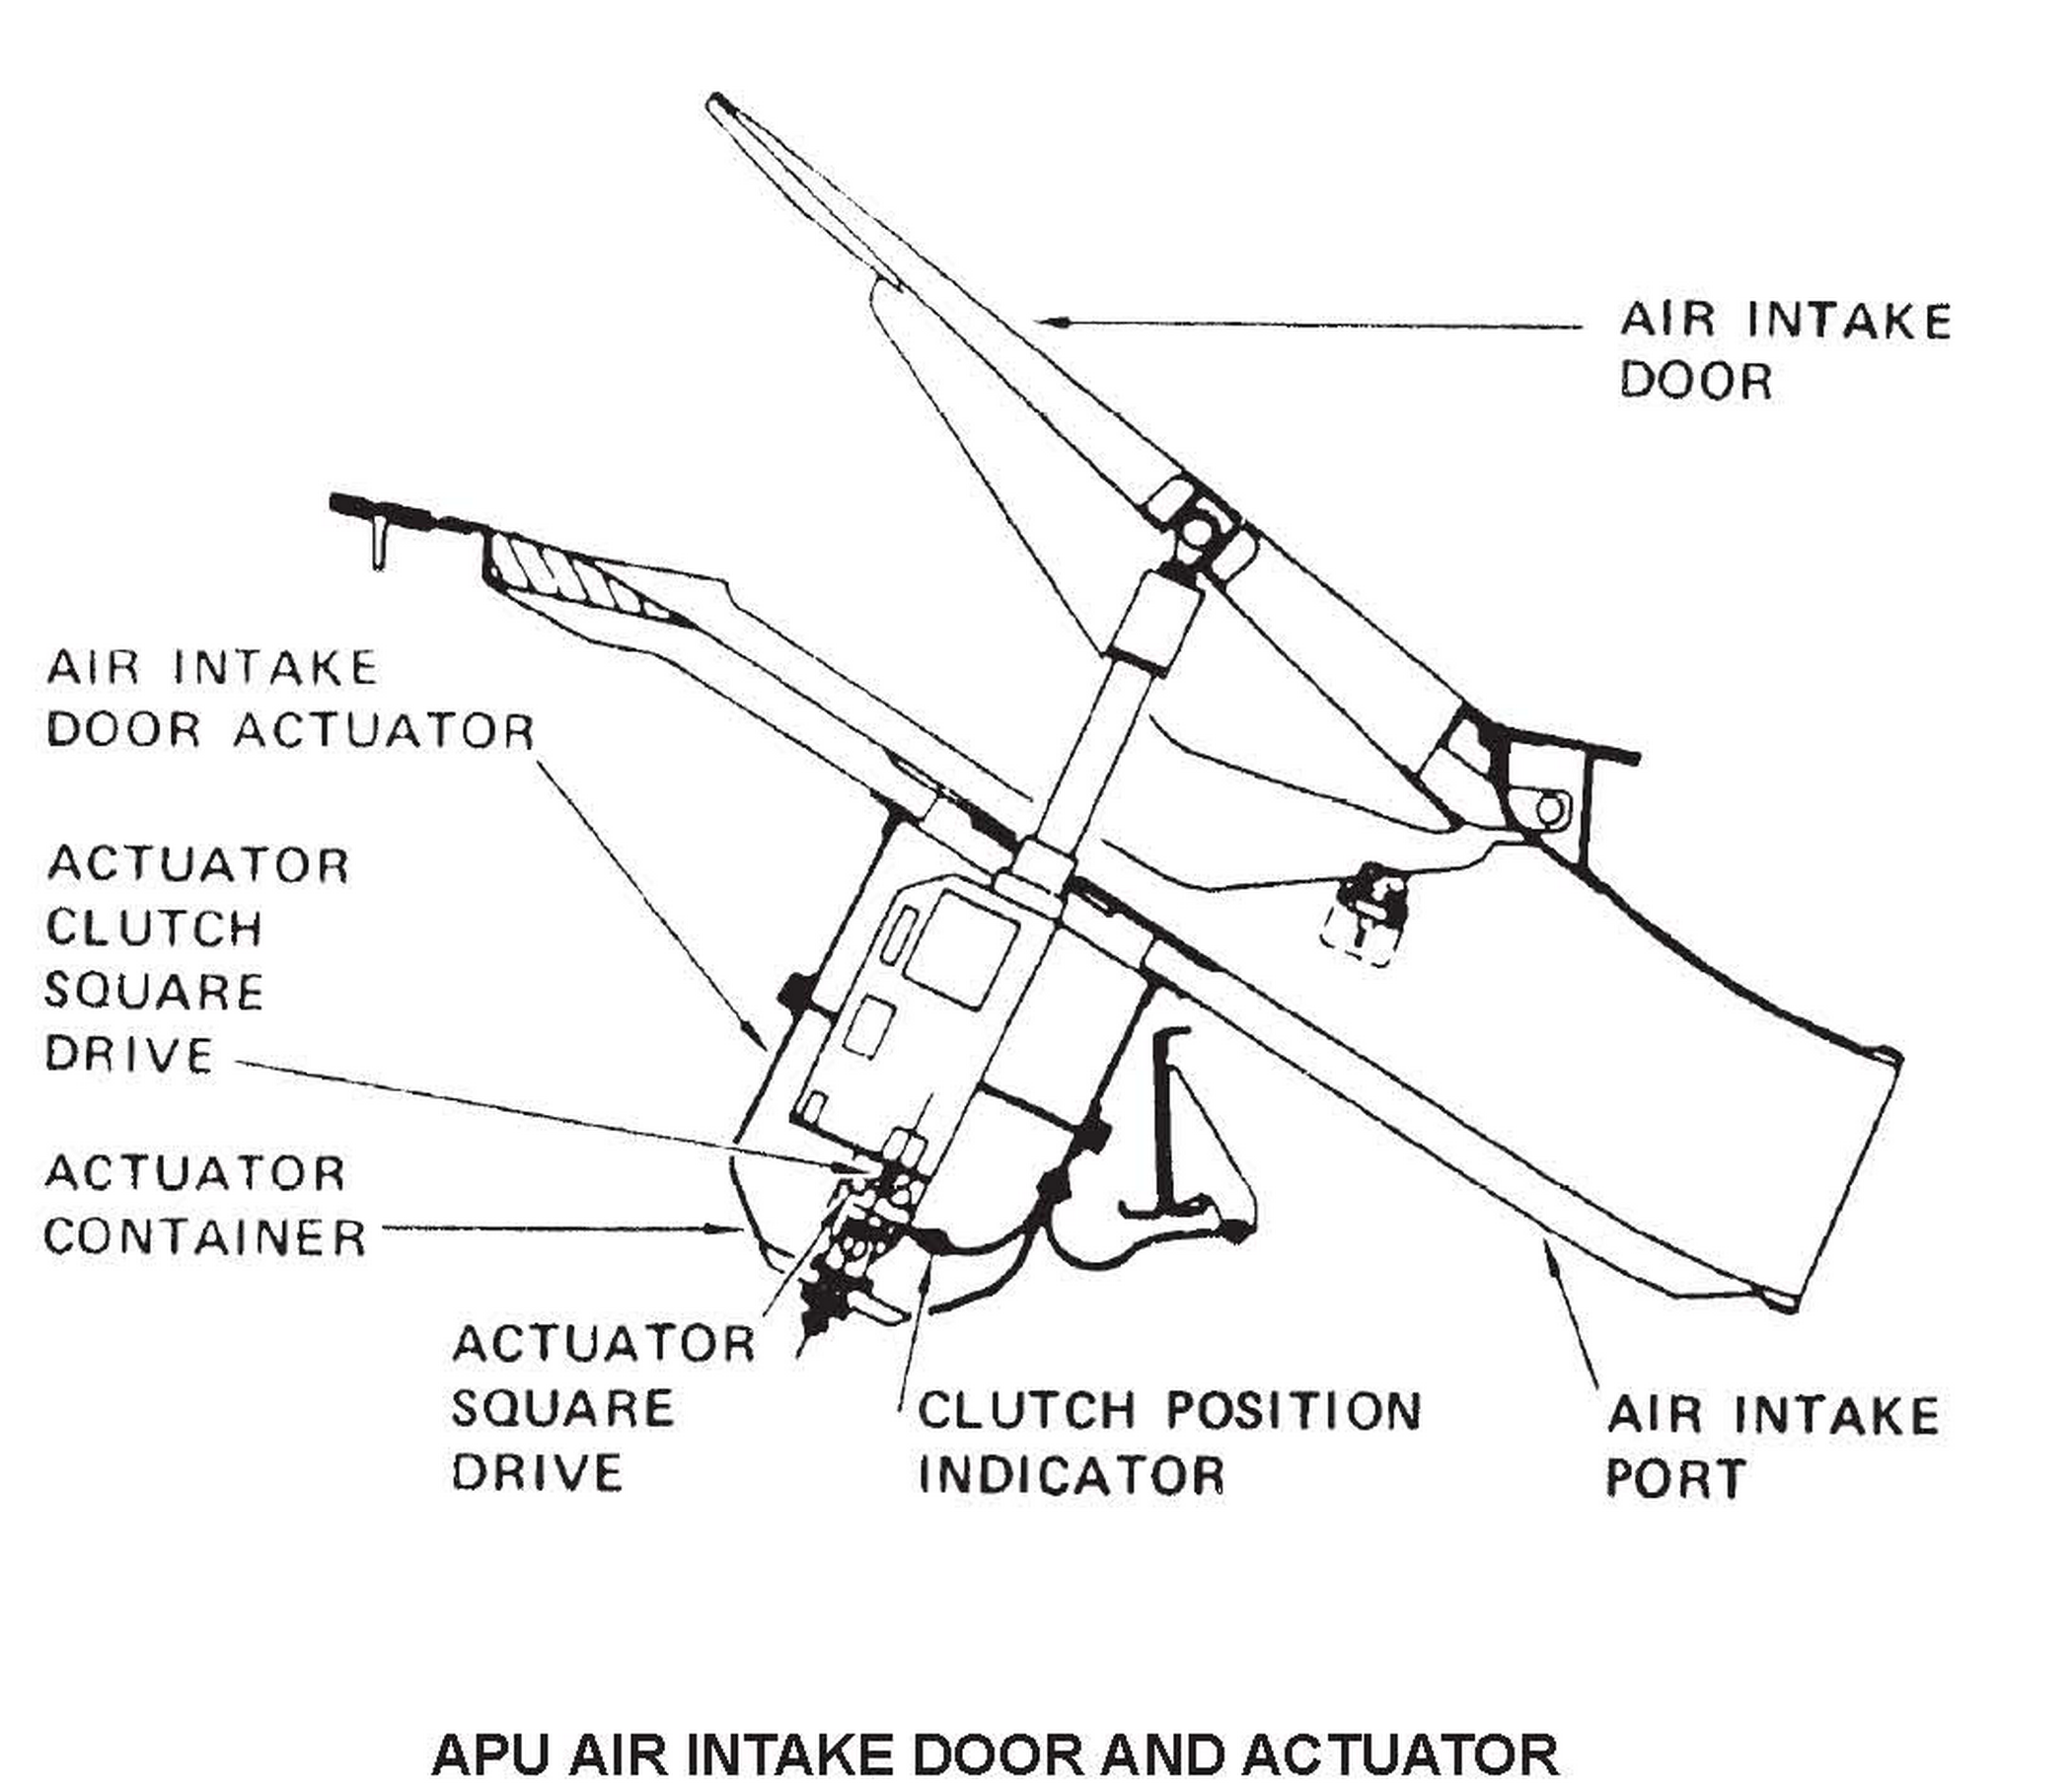 AIR INTAKE
DOOR
AIR INTAKE
DOOR ACTUATOR
ACTUATOR
CLUTCH
SQUARE
DRIVE
ACTUATOR
CONTAINER
ACTUATOR
SQUARE
DRIVE
CLUTCH POSITION
INDICATOR
AIR INTAKE
PORT
APU AIR INTAKE DOOR AND ACTUATOR